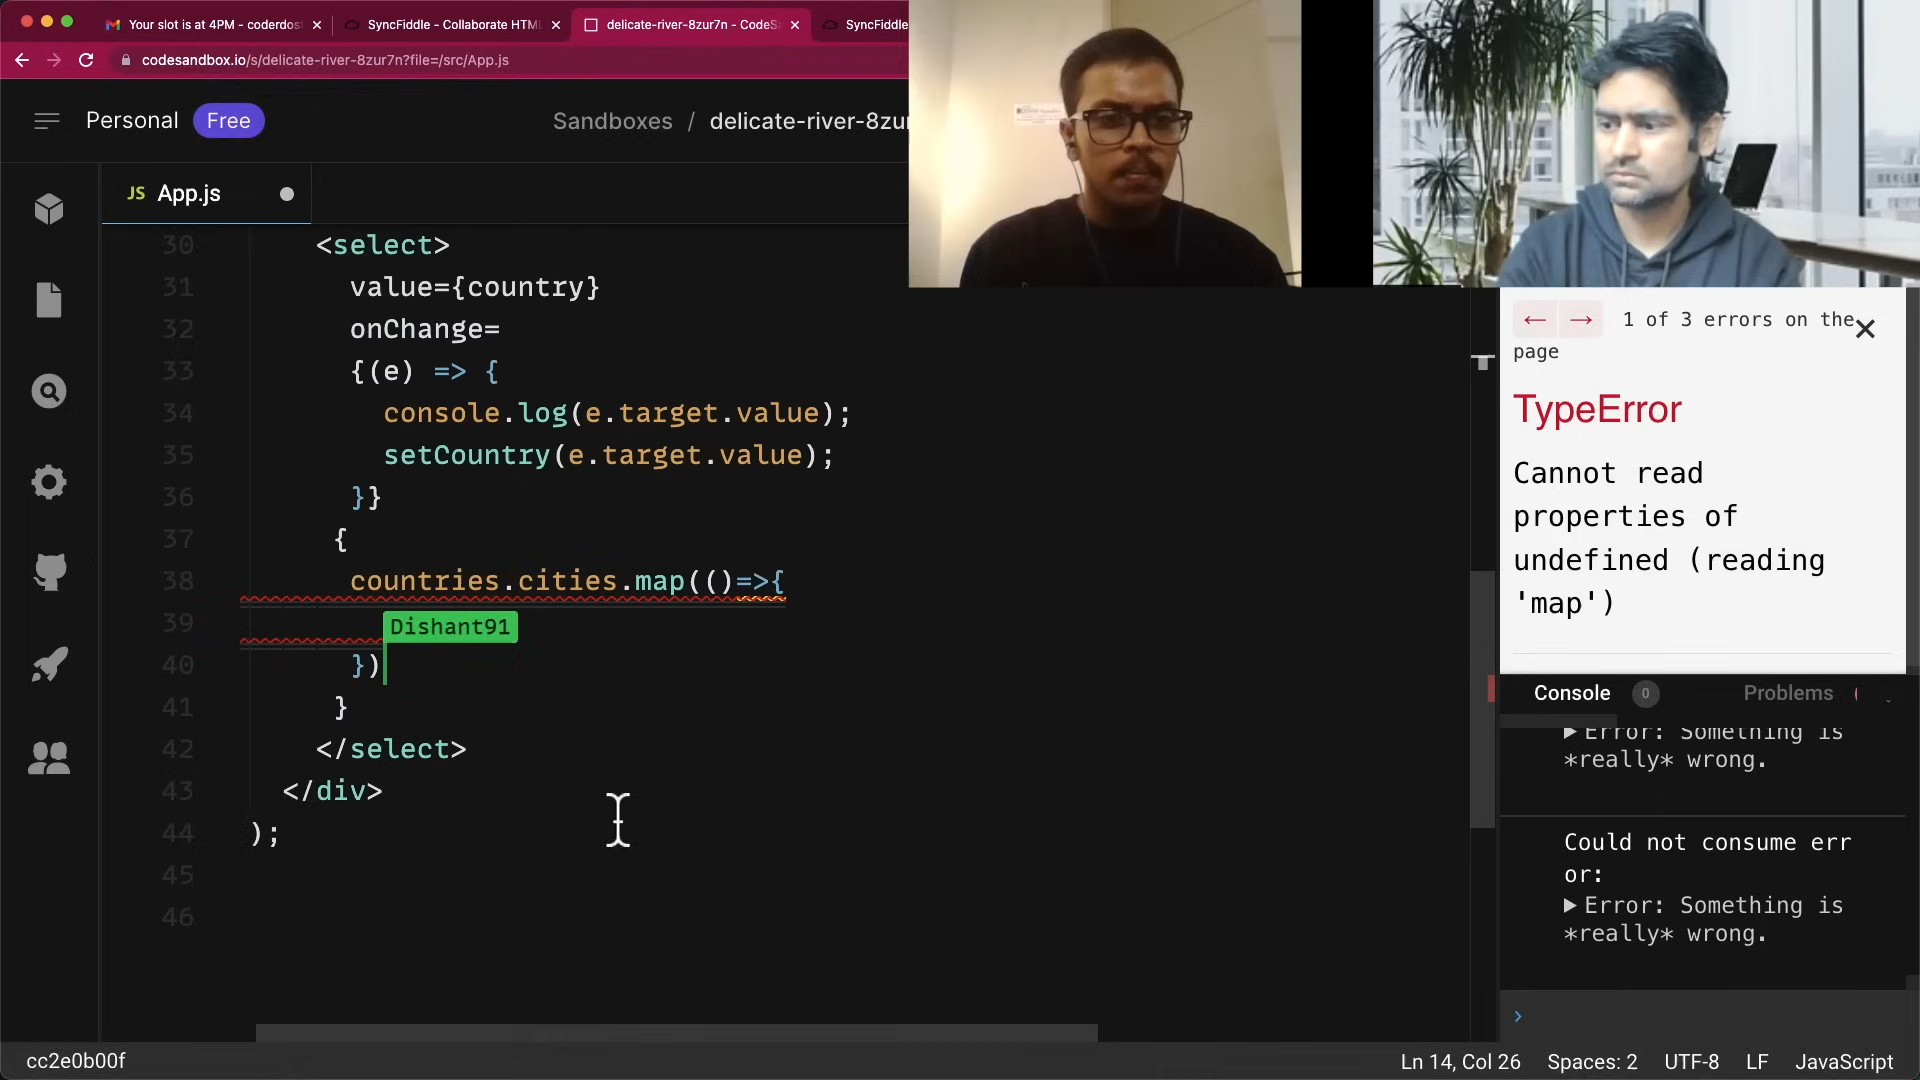 Your slot is at 4PM - coderdos
SyncFiddle - Collaborate HTML
delicate-river-8zur7n - CodeS
SyncFiddle
codesandbox.io/s/delicate-river-8zur7n?file=/src/App.js
Personal Free
Sandboxes / delicate-river-8zur
JS App.js
30 <select>
31 value={country}
32 onChange=
33 {(e) => {
34 console.log(e.target.value);
35 setCountry(e.target.value);
36 }}
37 {
38 countries.cities.map(()=>{
39
Dishant91
40 })
41 }
42 </select>
43 </div>
44 );
45
46
← → 1 of 3 errors on the
page
TypeError
Cannot read
properties of
undefined (reading
'map')
Console 0 Problems
Error: Something is
*really* wrong.
Could not consume err
or:
Error: Something is
*really* wrong.
cc2e0b00f
Ln 14, Col 26 Spaces: 2 UTF-8 LF JavaScript